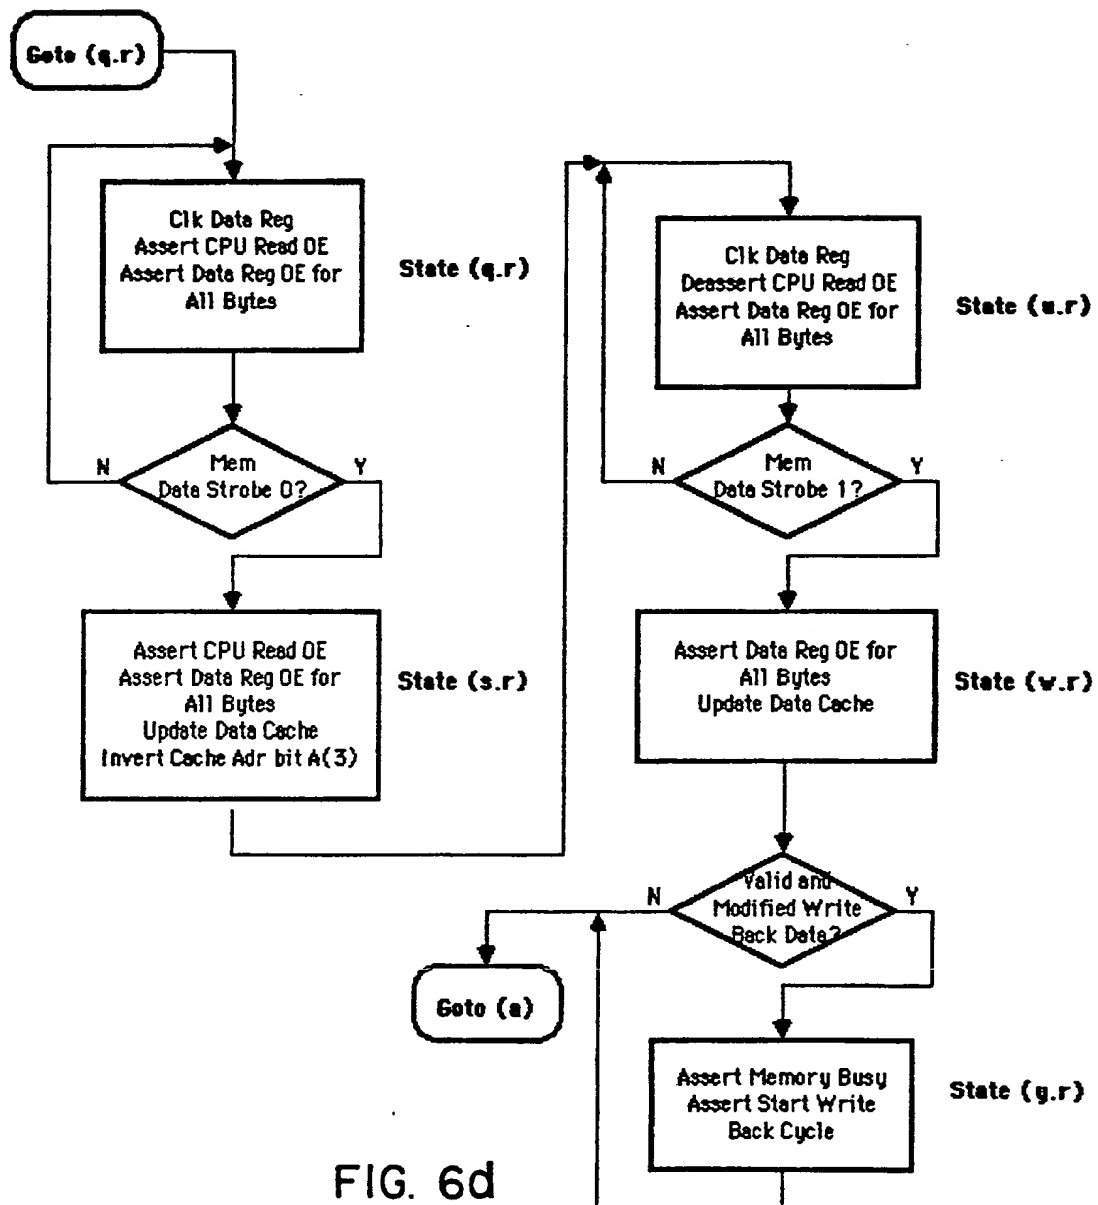 Goto (q.r)
Clk Data Reg
Assert CPU Read OE
Assert Data Reg OE for
All Bytes
State (q.r)
Mem
Data Strobe 0?
N
Y
Assert CPU Read OE
Assert Data Reg OE for
All Bytes
Update Data Cache
Invert Cache Adr bit A(3)
State (s.r)
Clk Data Reg
Deassert CPU Read OE
Assert Data Reg OE for
All Bytes
State (u.r)
Mem
Data Strobe 1?
N
Y
Assert Data Reg OE for
All Bytes
Update Data Cache
State (w.r)
Valid and
Modified Write
Back Data?
N
Y
Goto (a)
Assert Memory Busy
Assert Start Write
Back Cycle
State (y.r)
FIG. 6d